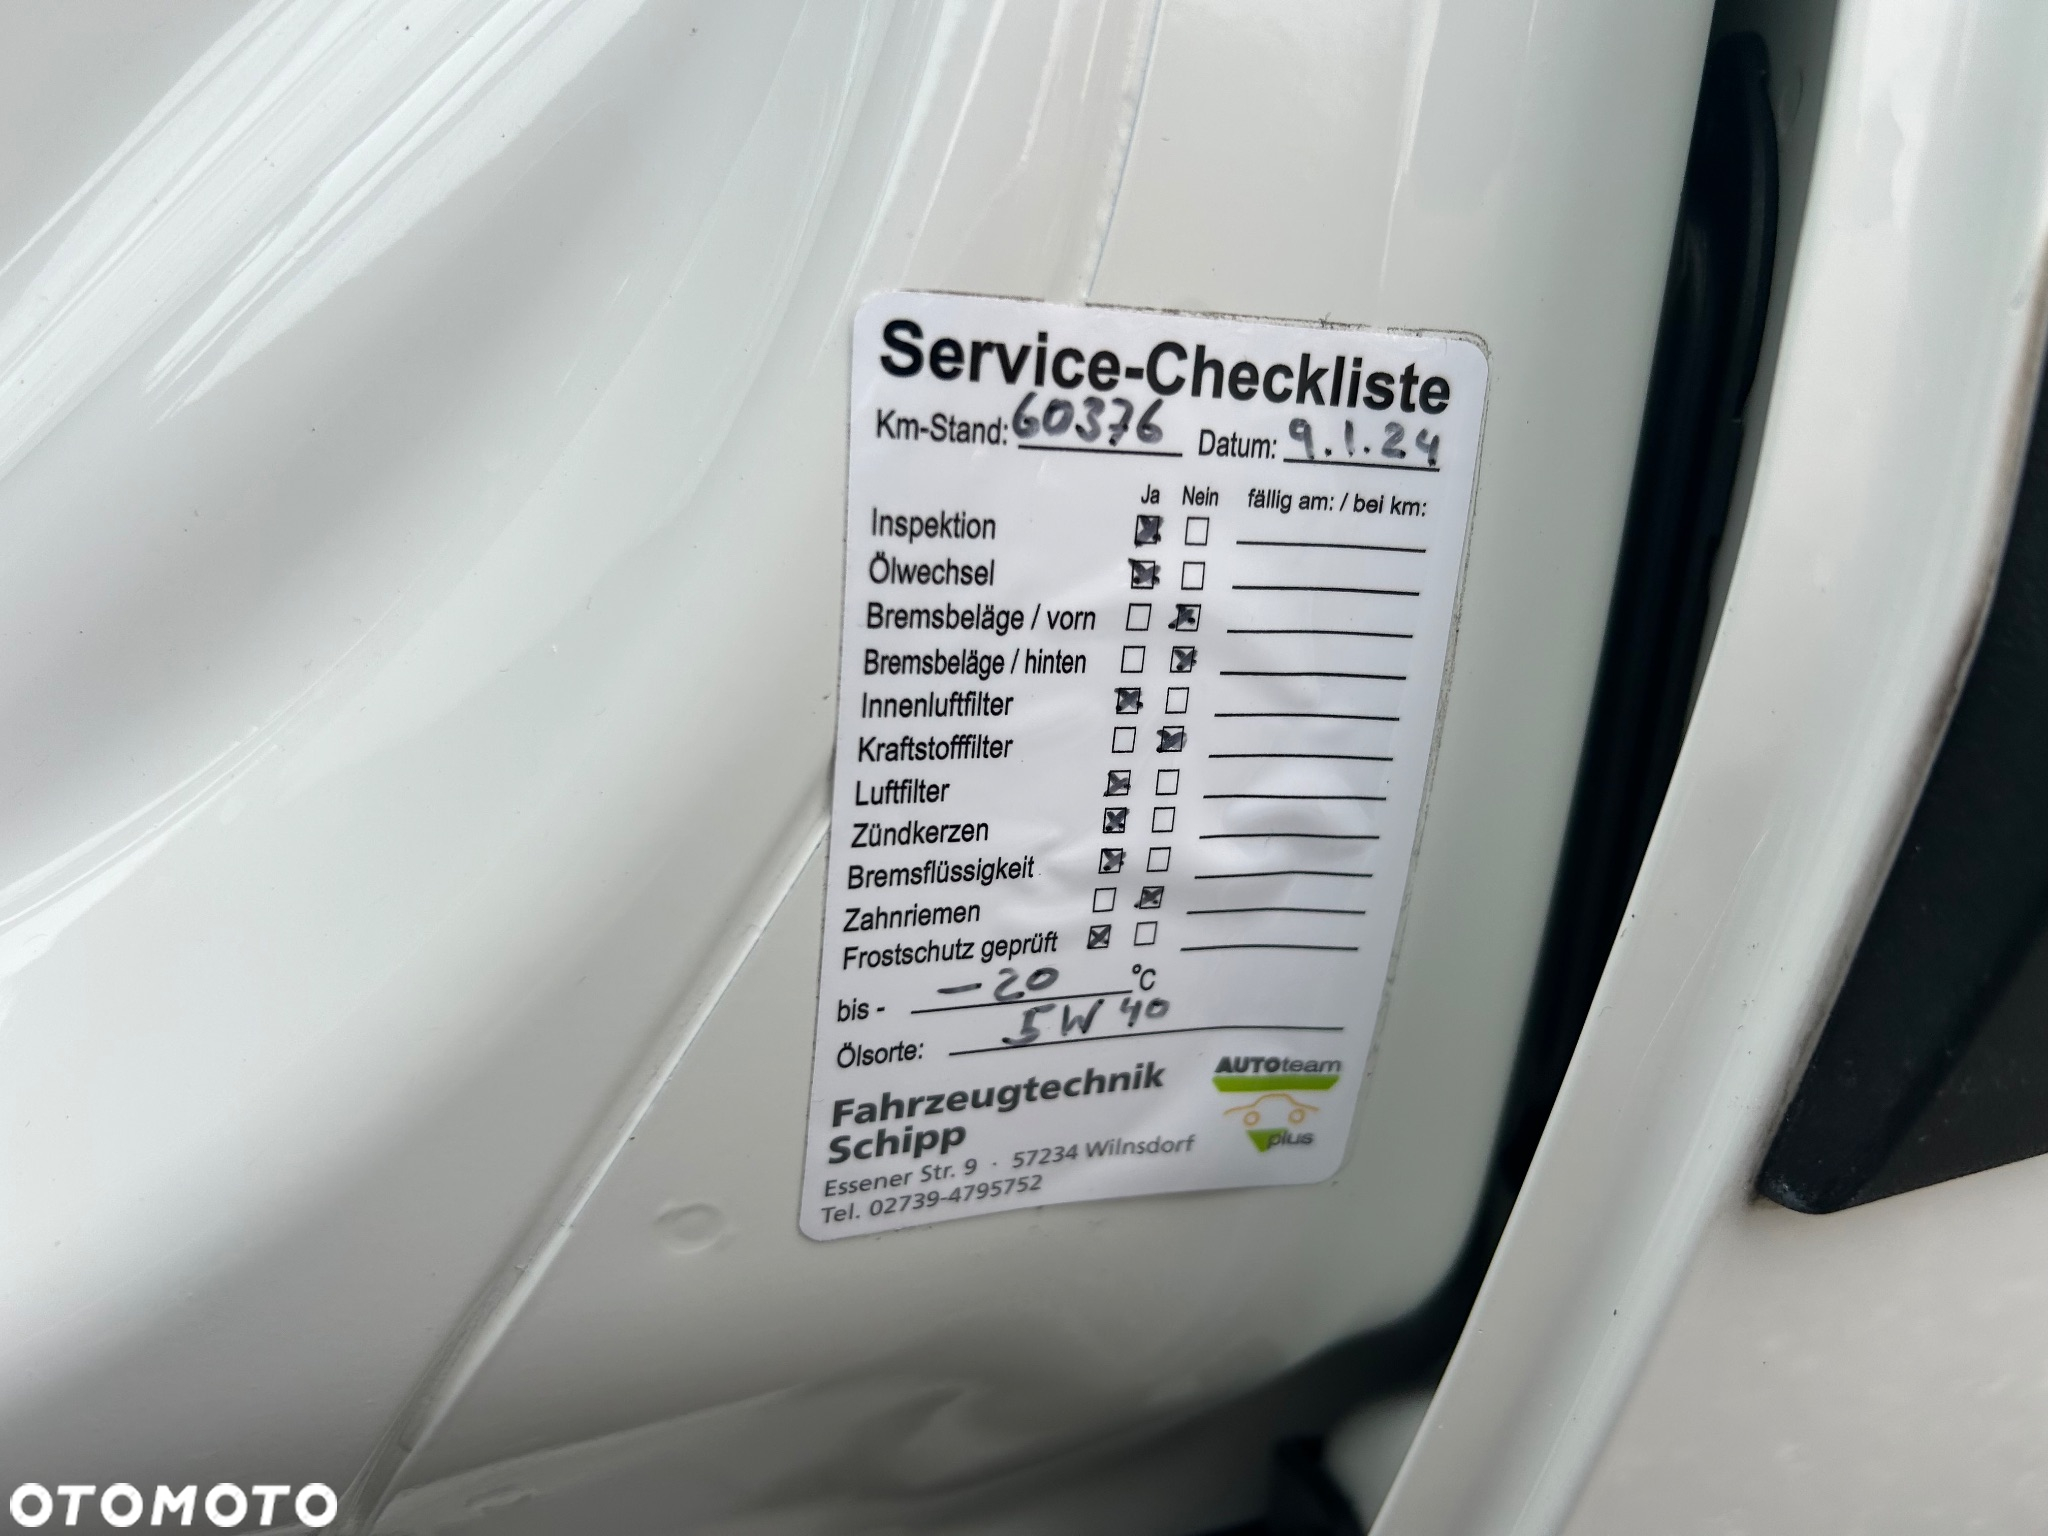 Service-Checkliste
Km-Stand: 60376 Datum: 9.1.24
Ja Nein fällig am: / bei km:
Inspektion
Ölwechsel
Bremsbeläge / vorn
Bremsbeläge / hinten
Innenluftfilter
Kraftstofffilter
Luftfilter
Zündkerzen
Bremsflüssigkeit
Zahnriemen
Frostschutz geprüft
bis - -20 °C
Ölsorte: 5W40
Fahrzeugtechnik
Schipp
Essener Str. 9 · 57234 Wilnsdorf
Tel. 02739-4795752
AUTOteam
plus
OTOMOTO